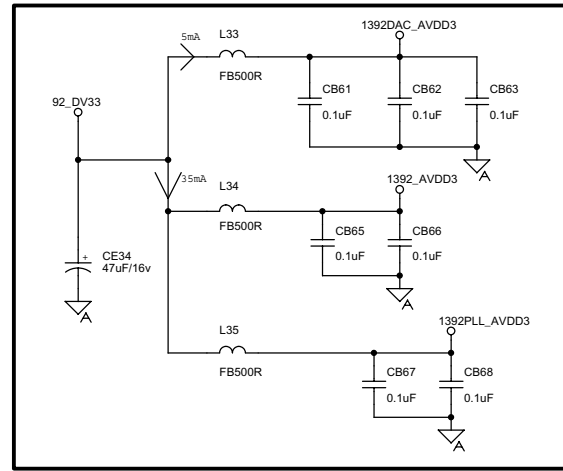 5mA
L33
FB500R
1392DAC_AVDD3
CB61
0.1uF
CB62
0.1uF
CB63
0.1uF
A
92_DV33
35mA
CE34
47uF/16v
A
L34
FB500R
1392_AVDD3
CB65
0.1uF
CB66
0.1uF
A
L35
FB500R
1392PLL_AVDD3
CB67
0.1uF
CB68
0.1uF
A